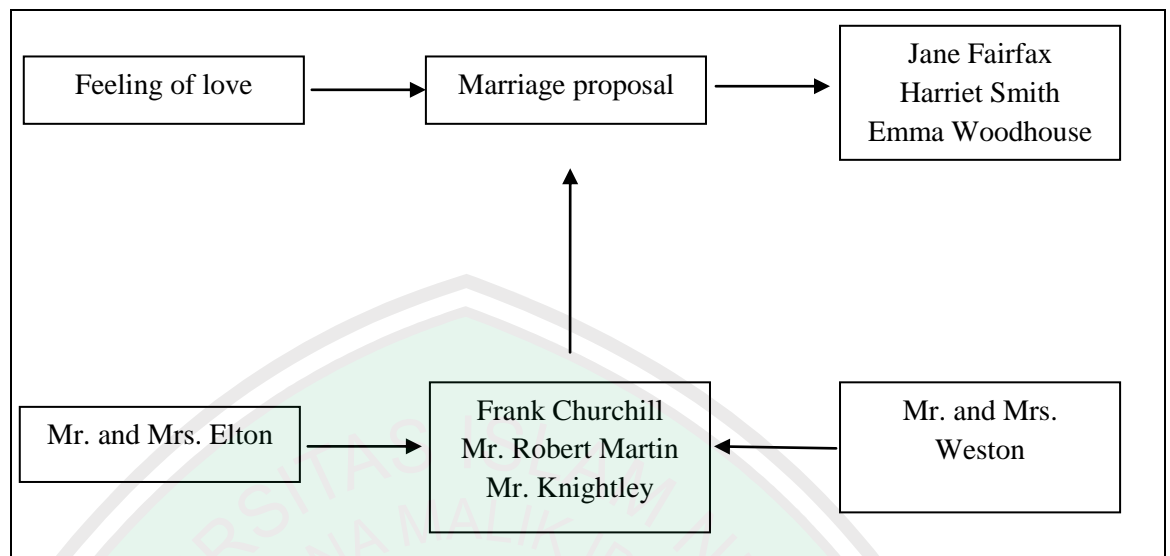 Feeling of love
Marriage proposal
Jane Fairfax
Harriet Smith
Emma Woodhouse
Mr. and Mrs. Elton
Frank Churchill
Mr. Robert Martin
Mr. Knightley
Mr. and Mrs.
Weston